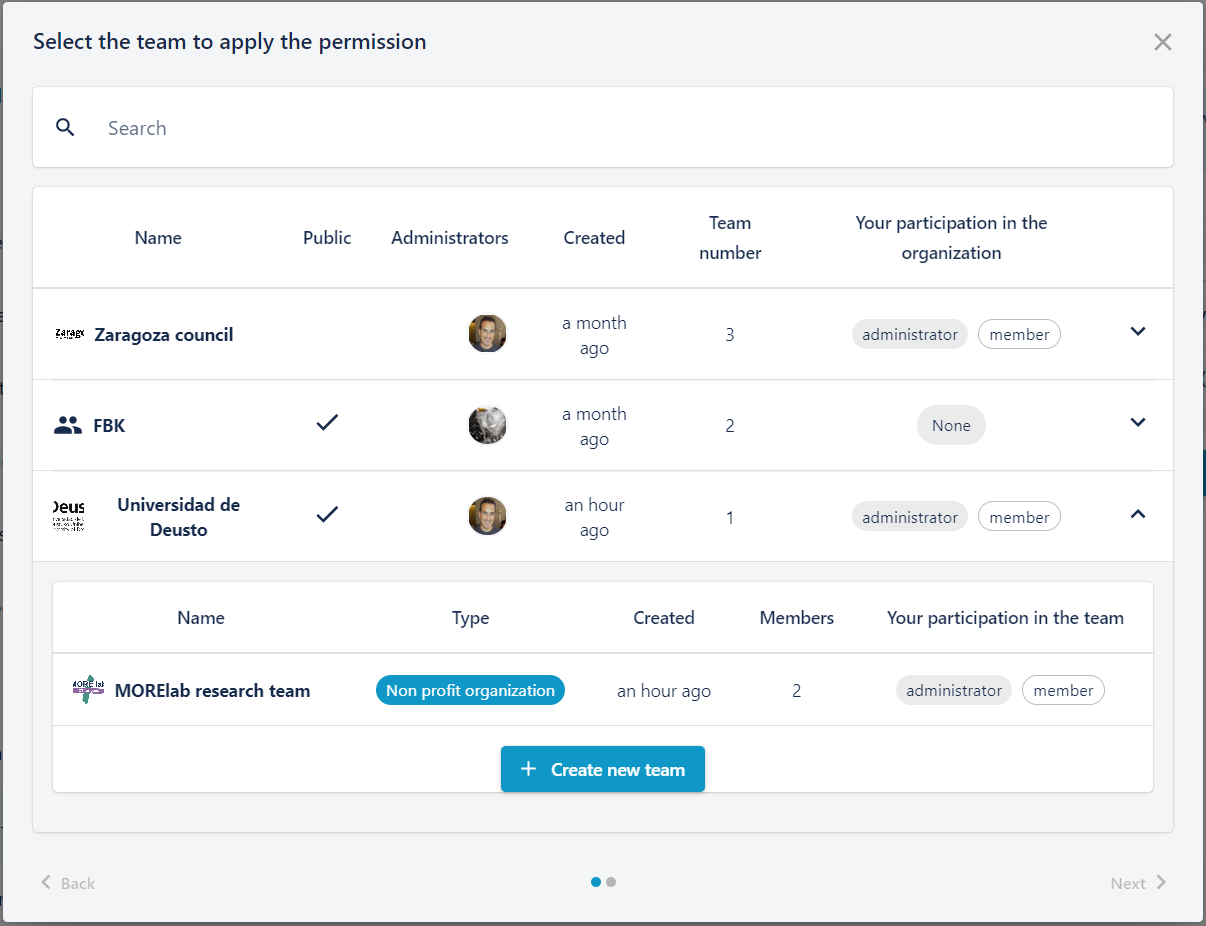 Select the team to apply the permission
Search
Name Public Administrators Created Team number Your participation in the organization
Zaragoza council a month ago 3 administrator member
FBK a month ago 2 None
Universidad de Deusto an hour ago 1 administrator member
Name Type Created Members Your participation in the team
MORElab research team Non profit organization an hour ago 2 administrator member
Create new team
Back Next